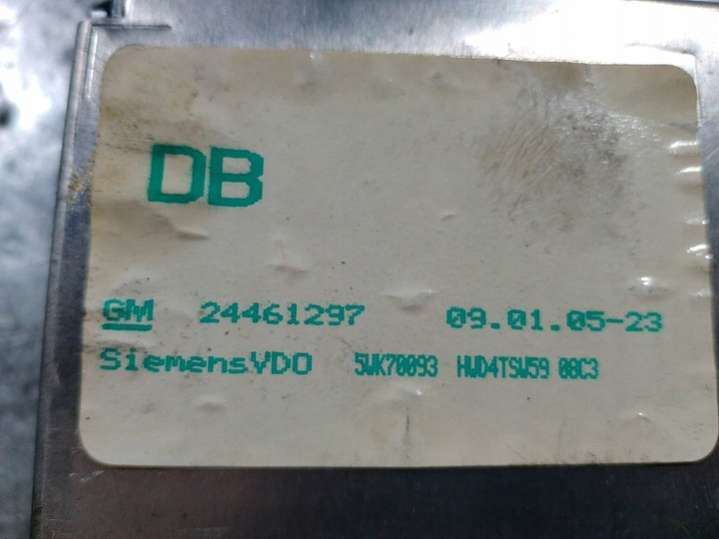 DB
GM 24461297 09.01.05-23
SiemensVDO 5WK70093 HWD4TSW59 08C3